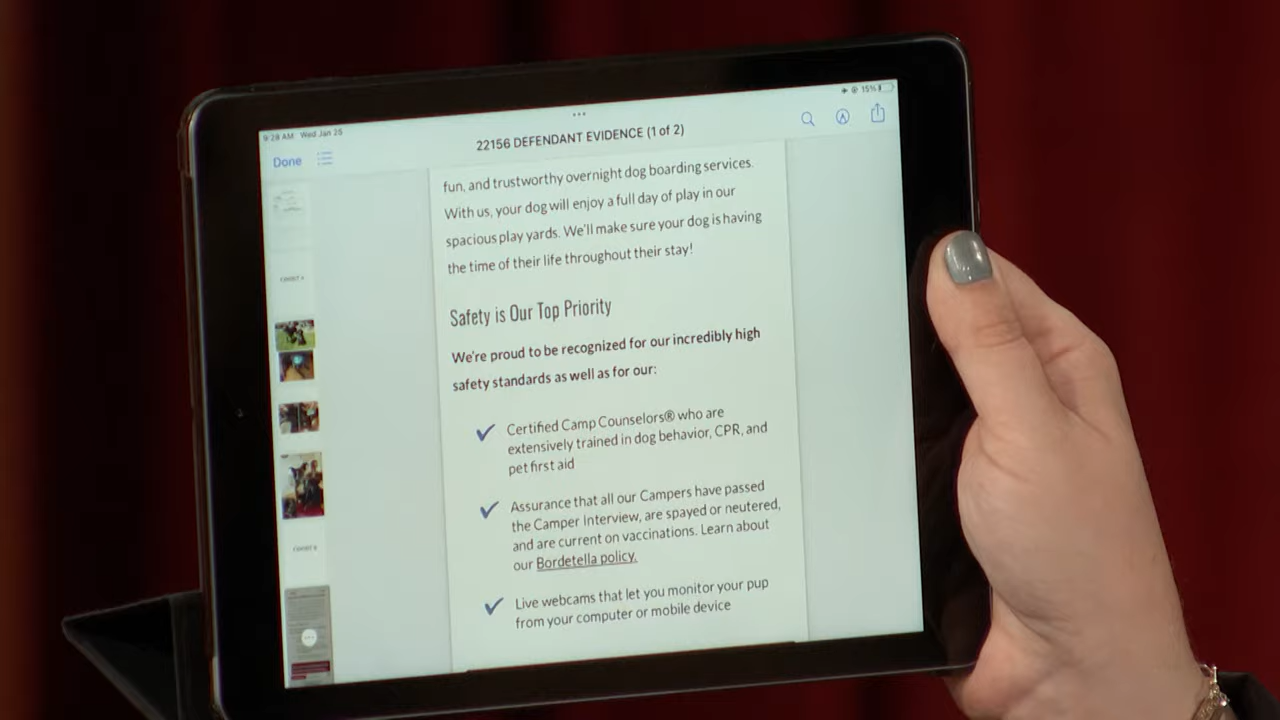 9:28 AM Wed Jan 25
15%
Done
22156 DEFENDANT EVIDENCE (1 of 2)
fun, and trustworthy overnight dog boarding services.
With us, your dog will enjoy a full day of play in our
spacious play yards. We'll make sure your dog is having
the time of their life throughout their stay!
Safety is Our Top Priority
We're proud to be recognized for our incredibly high
safety standards as well as for our:
Certified Camp Counselors® who are
extensively trained in dog behavior, CPR, and
pet first aid
Assurance that all our Campers have passed
the Camper Interview, are spayed or neutered,
and are current on vaccinations. Learn about
our Bordetella policy.
Live webcams that let you monitor your pup
from your computer or mobile device